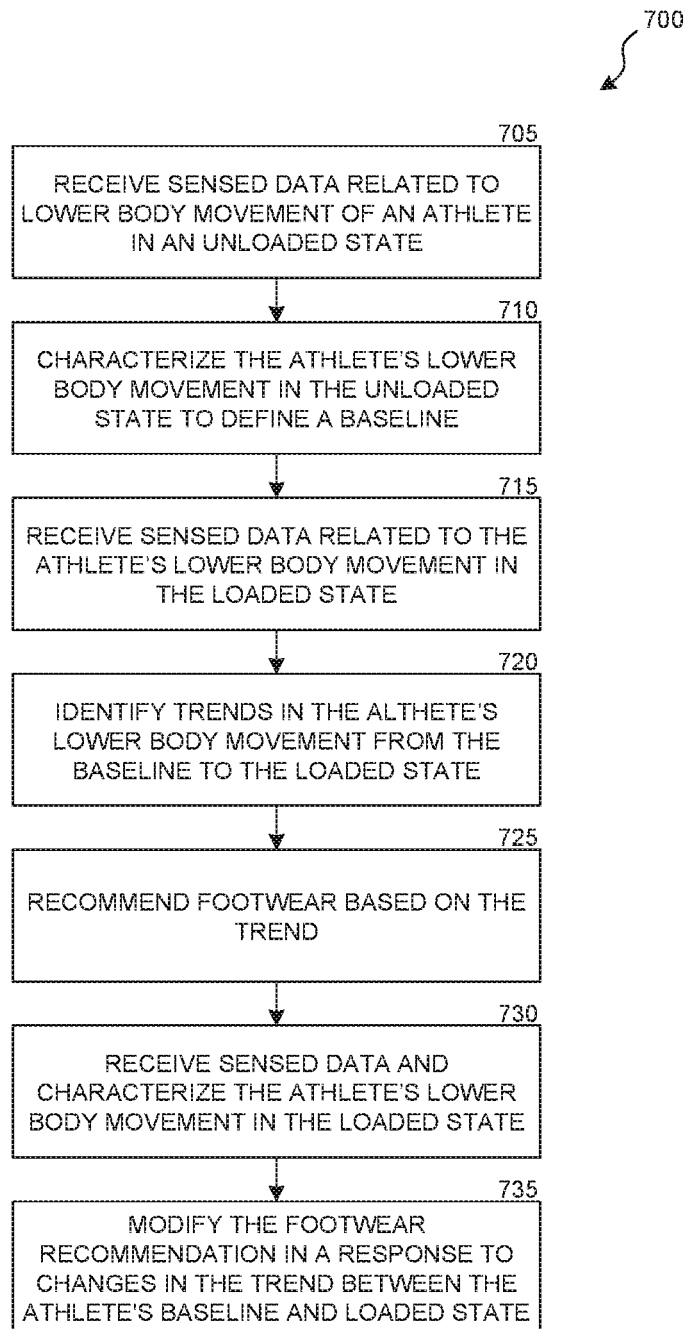 700
705
RECEIVE SENSED DATA RELATED TO
LOWER BODY MOVEMENT OF AN ATHLETE
IN AN UNLOADED STATE
710
CHARACTERIZE THE ATHLETE'S LOWER
BODY MOVEMENT IN THE UNLOADED
STATE TO DEFINE A BASELINE
715
RECEIVE SENSED DATA RELATED TO THE
ATHLETE'S LOWER BODY MOVEMENT IN
THE LOADED STATE
720
IDENTIFY TRENDS IN THE ALTHETE'S
LOWER BODY MOVEMENT FROM THE
BASELINE TO THE LOADED STATE
725
RECOMMEND FOOTWEAR BASED ON THE
TREND
730
RECEIVE SENSED DATA AND
CHARACTERIZE THE ATHLETE'S LOWER
BODY MOVEMENT IN THE LOADED STATE
735
MODIFY THE FOOTWEAR
RECOMMENDATION IN A RESPONSE TO
CHANGES IN THE TREND BETWEEN THE
ATHLETE'S BASELINE AND LOADED STATE